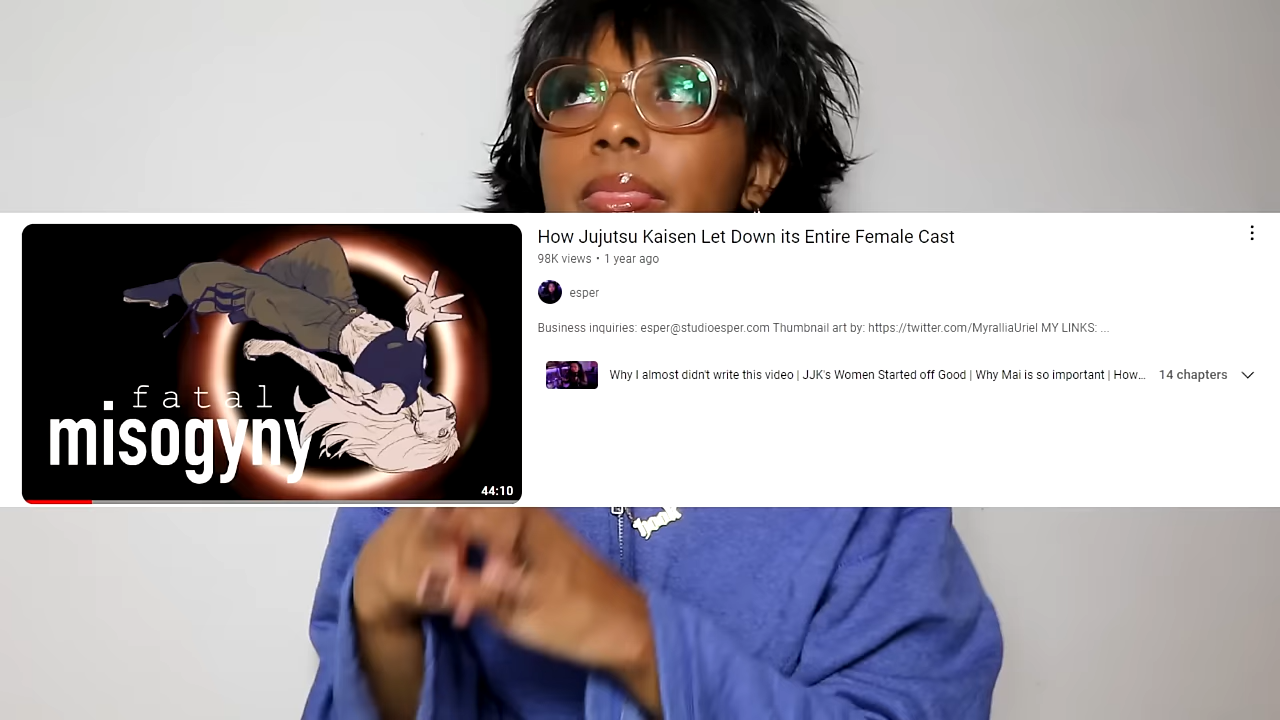 How Jujutsu Kaisen Let Down its Entire Female Cast
98K views • 1 year ago
esper
Business inquiries: esper@studioesper.com Thumbnail art by: https://twitter.com/MyralliaUriel MY LINKS: ...
Why I almost didn't write this video | JJK's Women Started off Good | Why Mai is so important | How... 14 chapters
fatal
misogyny
44:10